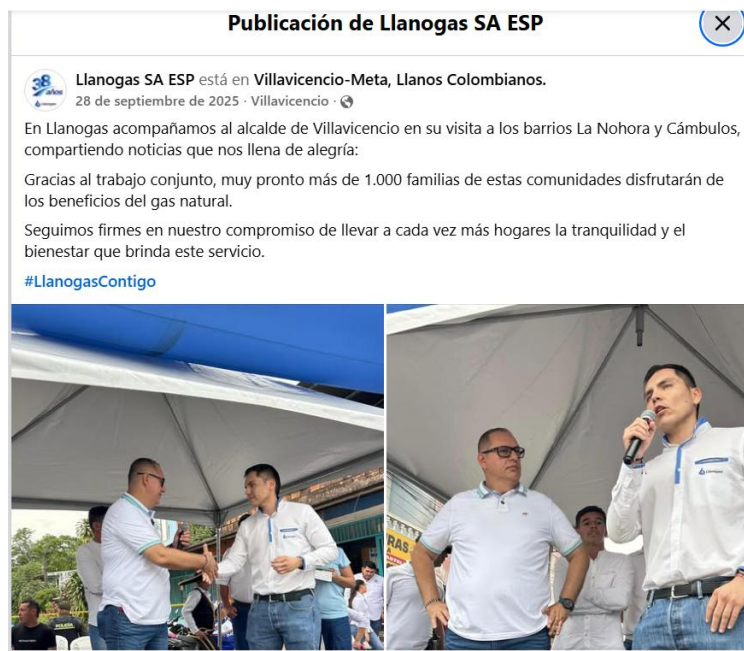 Publicación de Llanogas SA ESP
38 años
Llanogas SA ESP está en Villavicencio-Meta, Llanos Colombianos.
28 de septiembre de 2025 · Villavicencio ·
En Llanogas acompañamos al alcalde de Villavicencio en su visita a los barrios La Nohora y Cámbulos,
compartiendo noticias que nos llena de alegría:
Gracias al trabajo conjunto, muy pronto más de 1.000 familias de estas comunidades disfrutarán de
los beneficios del gas natural.
Seguimos firmes en nuestro compromiso de llevar a cada vez más hogares la tranquilidad y el
bienestar que brinda este servicio.
#LlanogasContigo
Llanogas
RAS
POLICIA